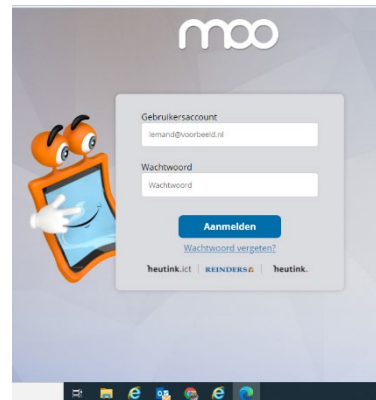 moo
Gebruikersaccount
iemand@voorbeeld.nl
Wachtwoord
Wachtwoord
Aanmelden
Wachtwoord vergeten?
heutink.ict | REINDERS | heutink.